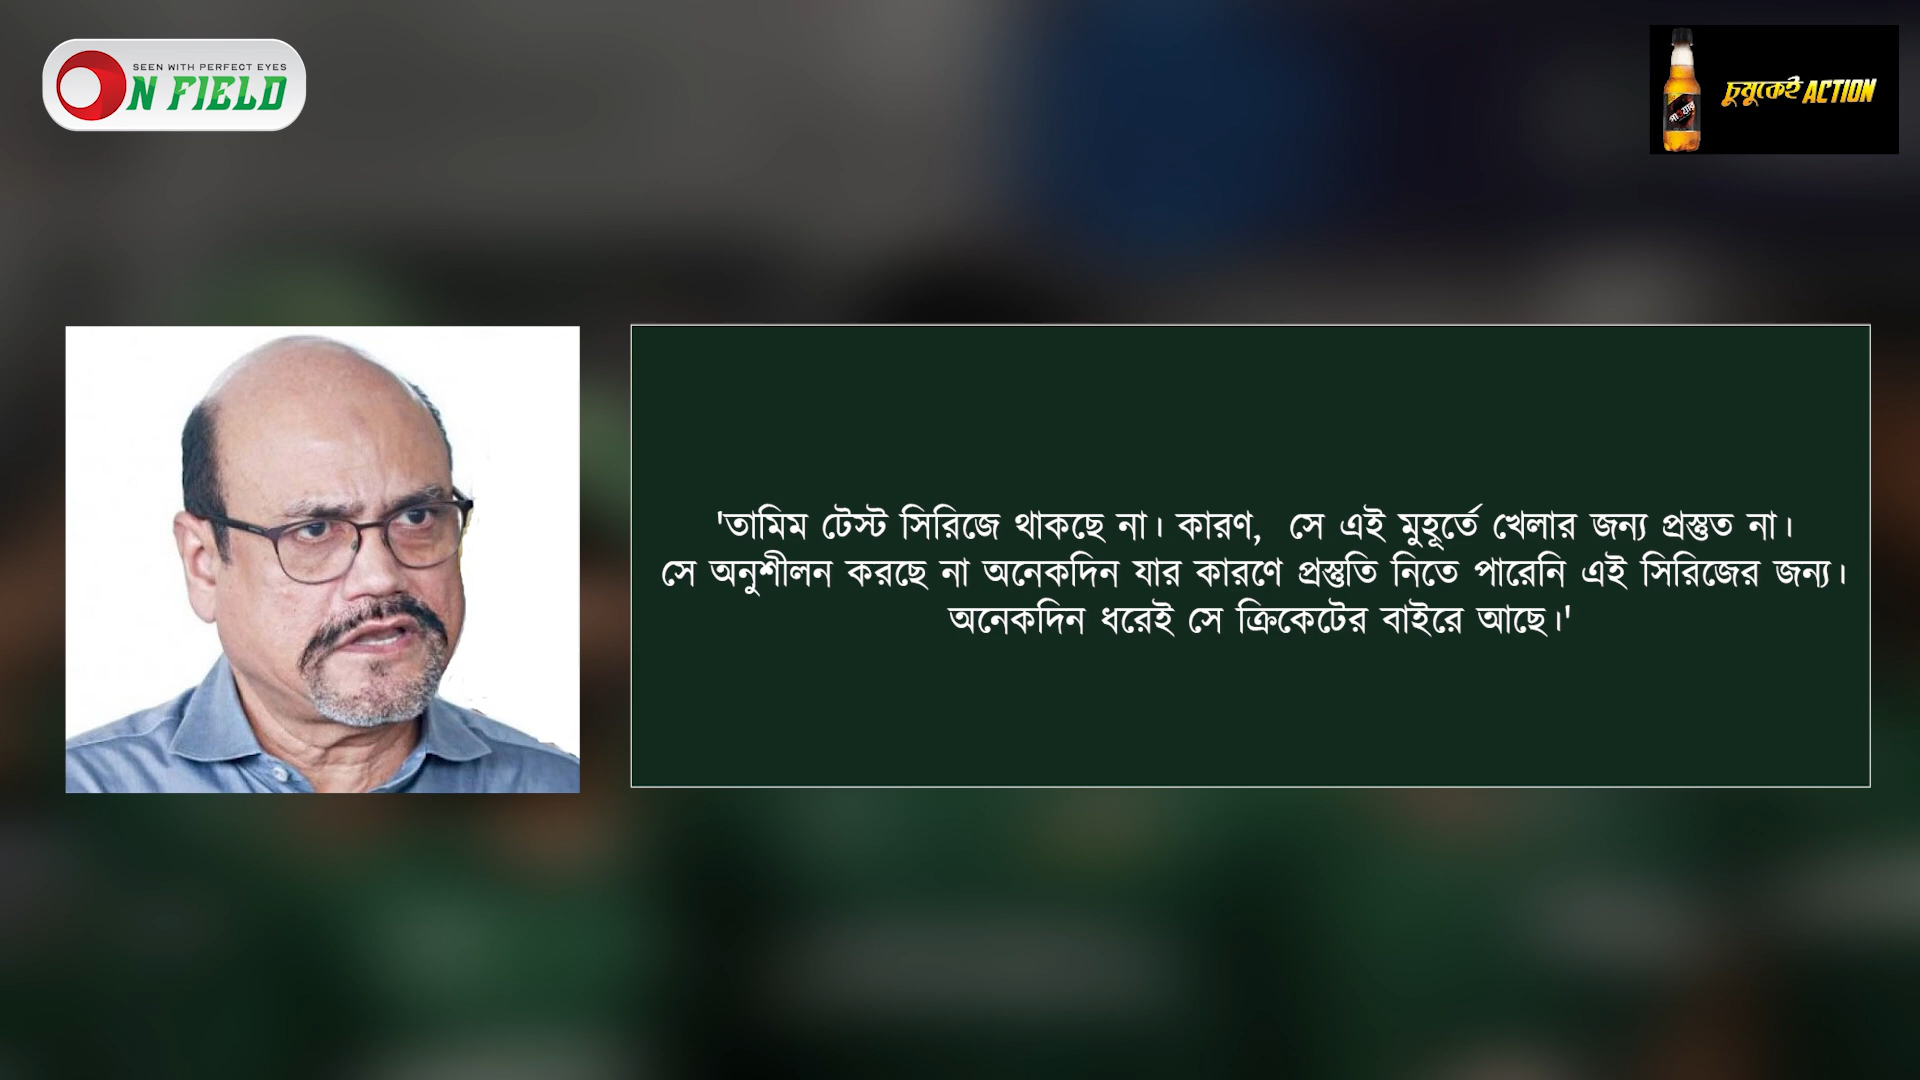 SEEN WITH PERFECT EYES
ON FIELD
চুমুকেই ACTION
পাওয়ার
'তামিম টেস্ট সিরিজে থাকছে না। কারণ,  সে এই মুহূর্তে খেলার জন্য প্রস্তুত না।
সে অনুশীলন করছে না অনেকদিন যার কারণে প্রস্তুতি নিতে পারেনি এই সিরিজের জন্য।
অনেকদিন ধরেই সে ক্রিকেটের বাইরে আছে।'